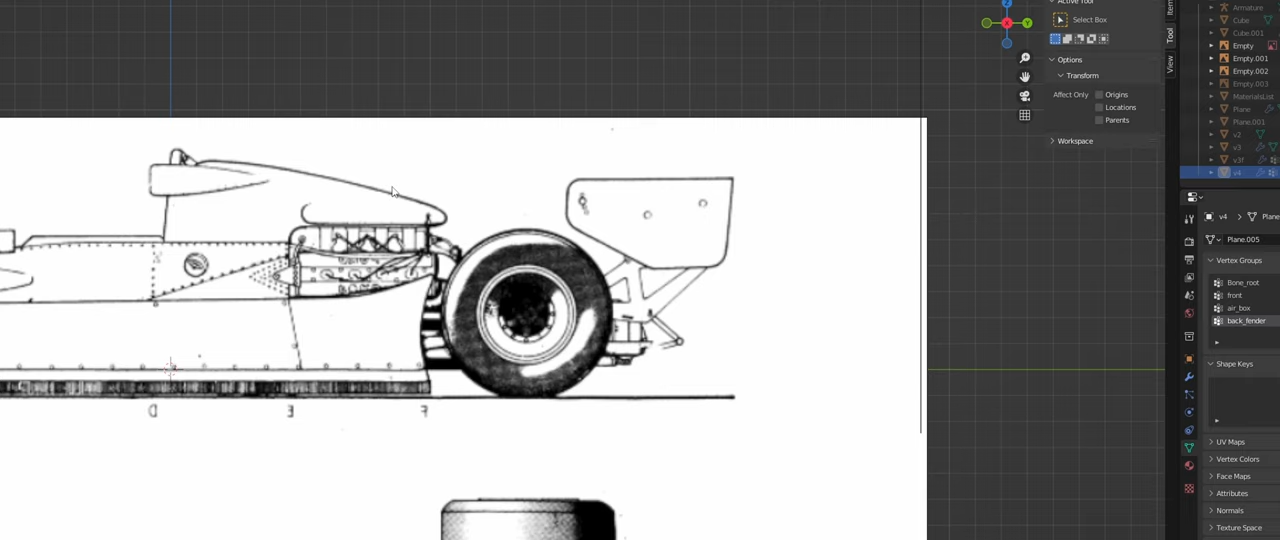 Active Tool
Select Box
Options
Transform
Affect Only
Origins
Locations
Parents
Workspace
Item
Tool
View
Armature
Cube
Cube.001
Empty
Empty.001
Empty.002
Empty.003
MaterialsList
Plane
Plane.001
v2
v3
v3f
v4
v4 > Plane
Plane.005
Vertex Groups
Bone_root
front
air_box
back_fender
Shape Keys
UV Maps
Vertex Colors
Face Maps
Attributes
Normals
Texture Space